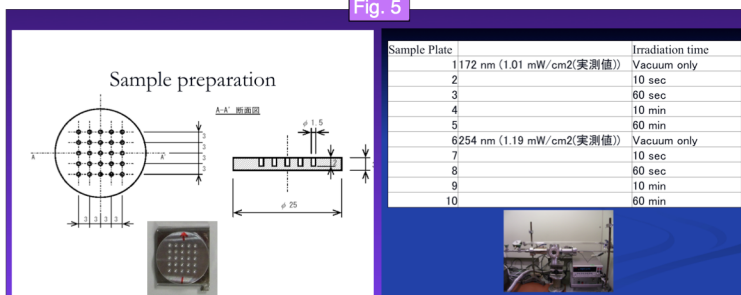 Fig. 5
Sample preparation
A-A' 断面図
φ 1.5
A
A'
3
3
3
3
3 3 3 3
φ 25
Sample Plate Irradiation time
1 172 nm (1.01 mW/cm2(実測値)) Vacuum only
2 10 sec
3 60 sec
4 10 min
5 60 min
6 254 nm (1.19 mW/cm2(実測値)) Vacuum only
7 10 sec
8 60 sec
9 10 min
10 60 min